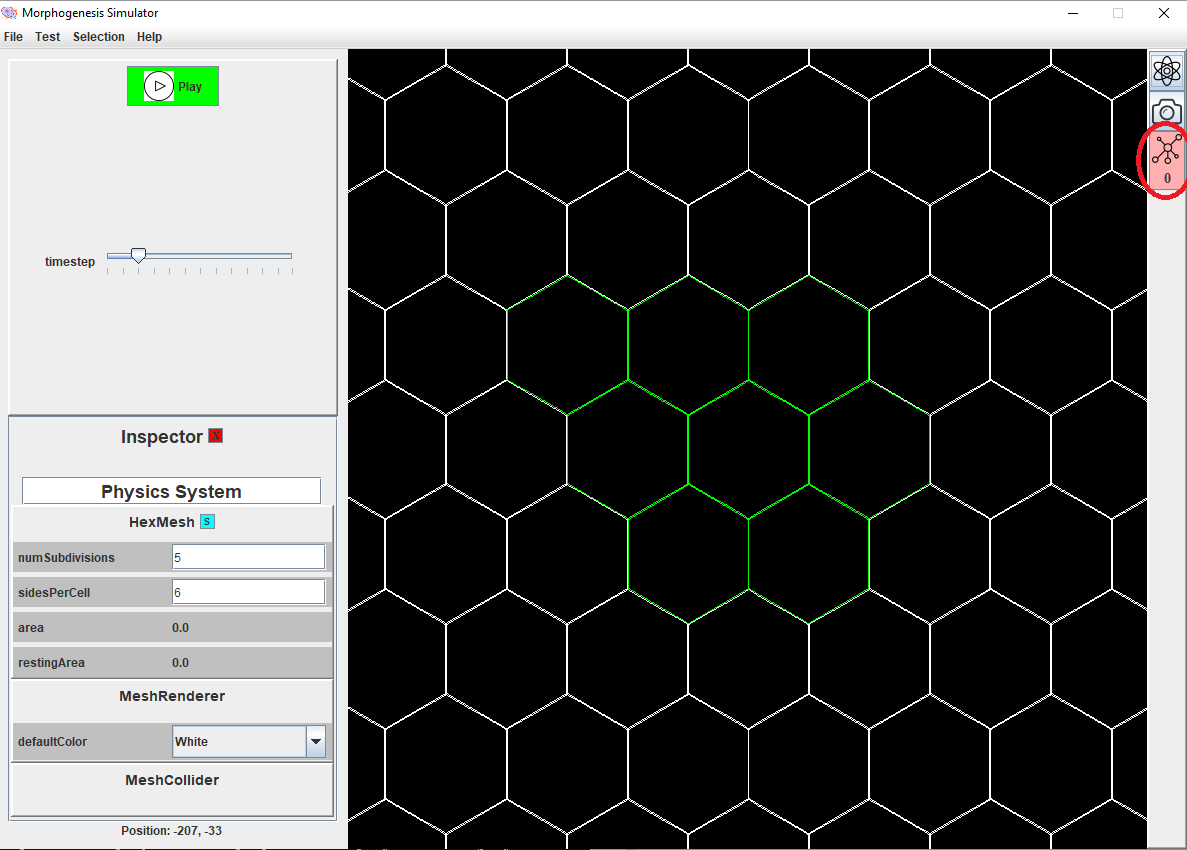 Morphogenesis Simulator
File Test Selection Help
Play
timestep
Inspector X
Physics System
HexMesh S
numSubdivisions 5
sidesPerCell 6
area 0.0
restingArea 0.0
MeshRenderer
defaultColor White
MeshCollider
Position: -207, -33
0